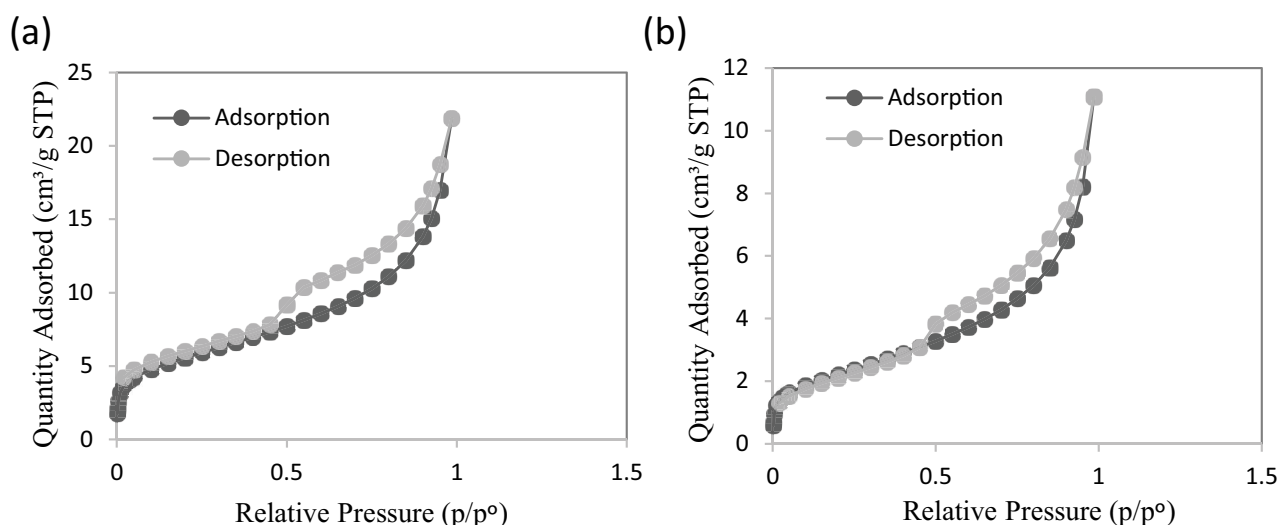 (a)
Quantity Adsorbed (cm³/g STP)
25
20
15
10
5
0
Adsorption
Desorption
0
0.5
1
1.5
Relative Pressure (p/pº)
(b)
Quantity Adsorbed (cm³/g STP)
12
10
8
6
4
2
0
Adsorption
Desorption
0
0.5
1
1.5
Relative Pressure (p/pº)